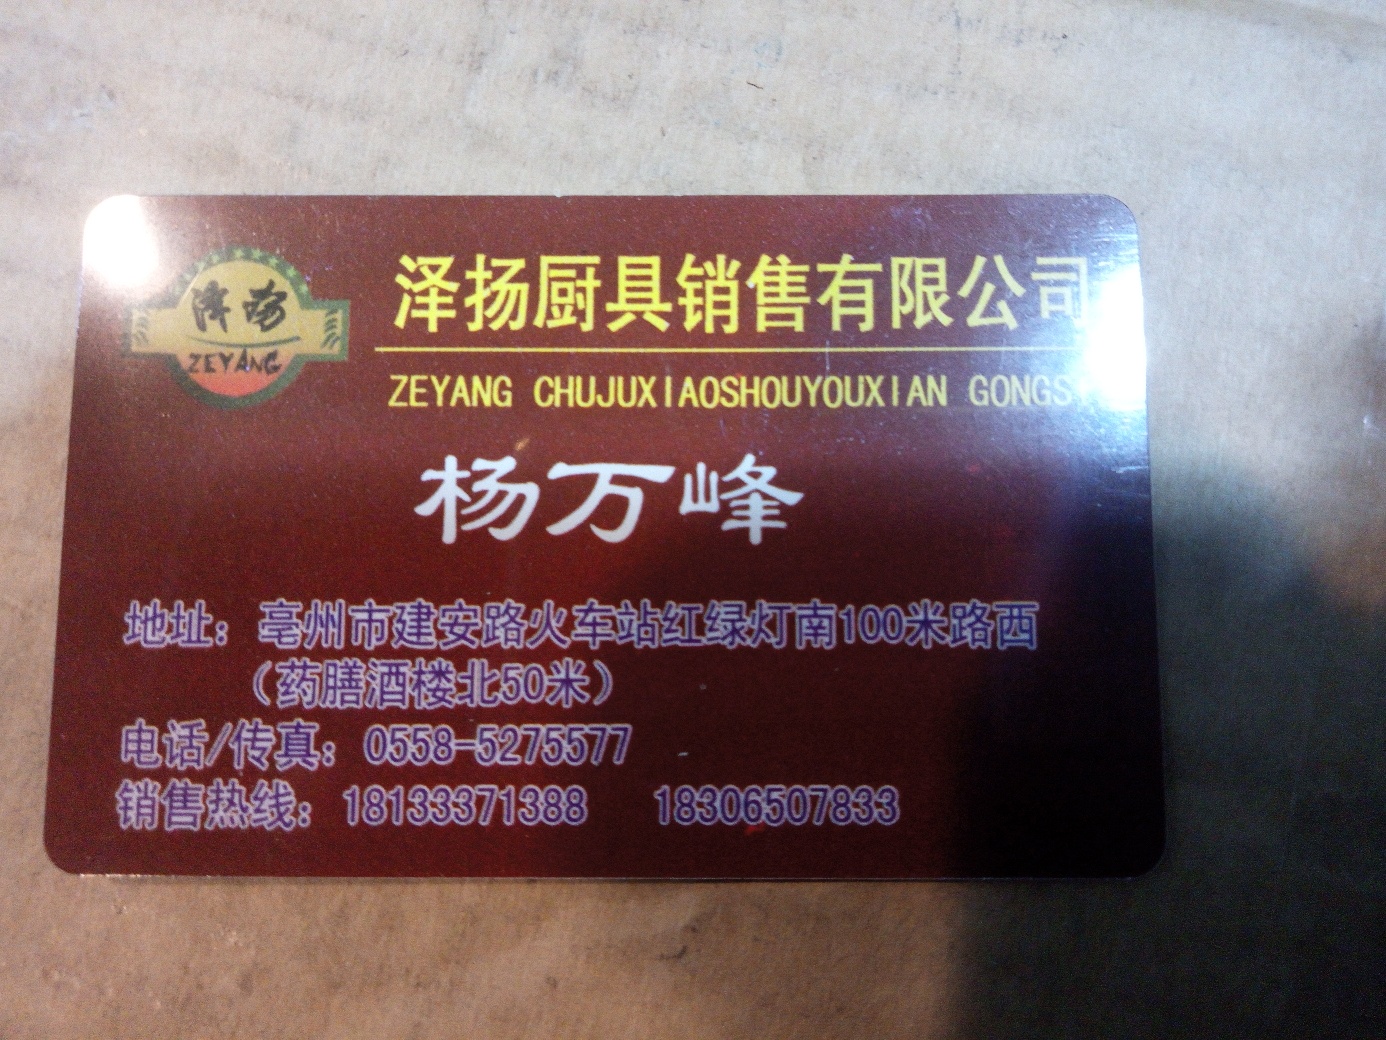 泽扬
ZEYANG
泽扬厨具销售有限公司
ZEYANG CHUJUXIAOSHOUYOUXIAN GONGS
杨万峰
地址：亳州市建安路火车站红绿灯南100米路西
（药膳酒楼北50米）
电话/传真：0558-5275577
销售热线：18133371388 18306507833